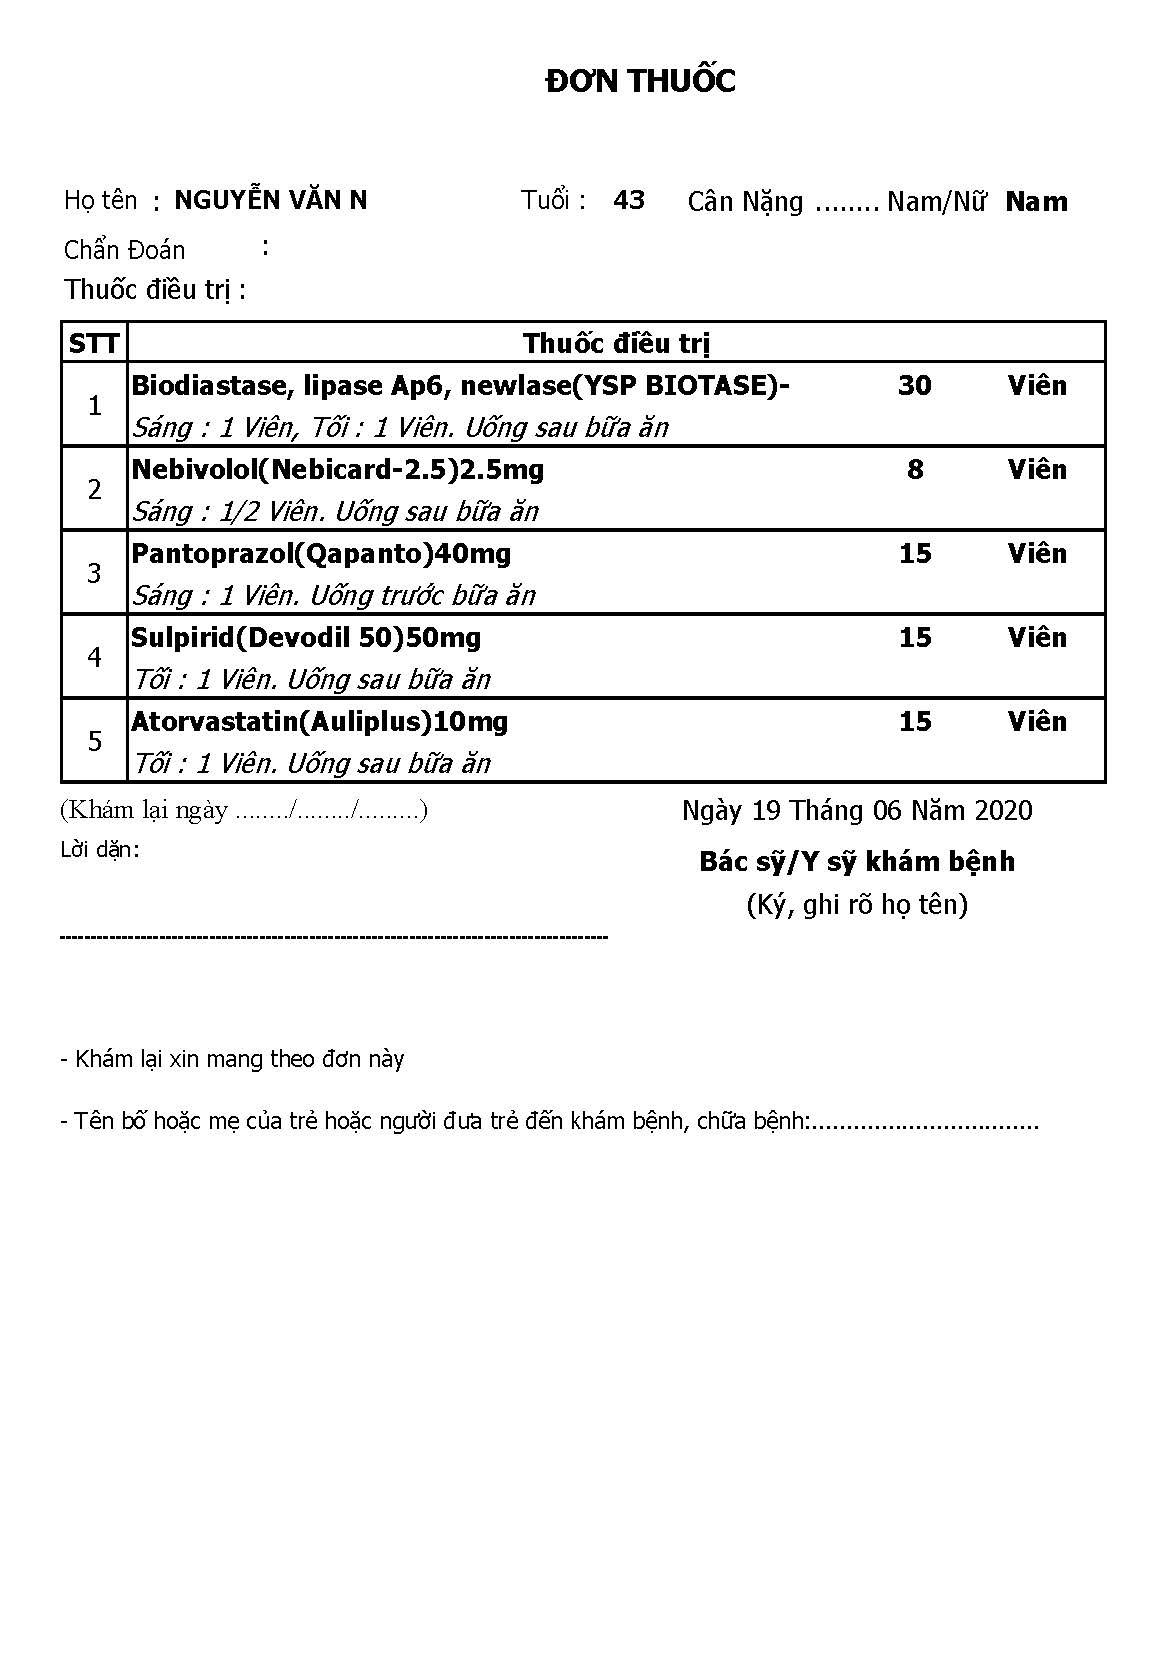 ĐƠN THUỐC
Họ tên : NGUYỄN VĂN N Tuổi : 43 Cân Nặng ........ Nam/Nữ Nam
Chẩn Đoán :
Thuốc điều trị :
STT Thuốc điều trị
1 Biodiastase, lipase Ap6, newlase(YSP BIOTASE)- 30 Viên
Sáng : 1 Viên, Tối : 1 Viên. Uống sau bữa ăn
2 Nebivolol(Nebicard-2.5)2.5mg 8 Viên
Sáng : 1/2 Viên. Uống sau bữa ăn
3 Pantoprazol(Qapanto)40mg 15 Viên
Sáng : 1 Viên. Uống trước bữa ăn
4 Sulpirid(Devodil 50)50mg 15 Viên
Tối : 1 Viên. Uống sau bữa ăn
5 Atorvastatin(Auliplus)10mg 15 Viên
Tối : 1 Viên. Uống sau bữa ăn
(Khám lại ngày ......../......../.........) Ngày 19 Tháng 06 Năm 2020
Lời dặn:
Bác sỹ/Y sỹ khám bệnh
(Ký, ghi rõ họ tên)
- Khám lại xin mang theo đơn này
- Tên bố hoặc mẹ của trẻ hoặc người đưa trẻ đến khám bệnh, chữa bệnh:.................................